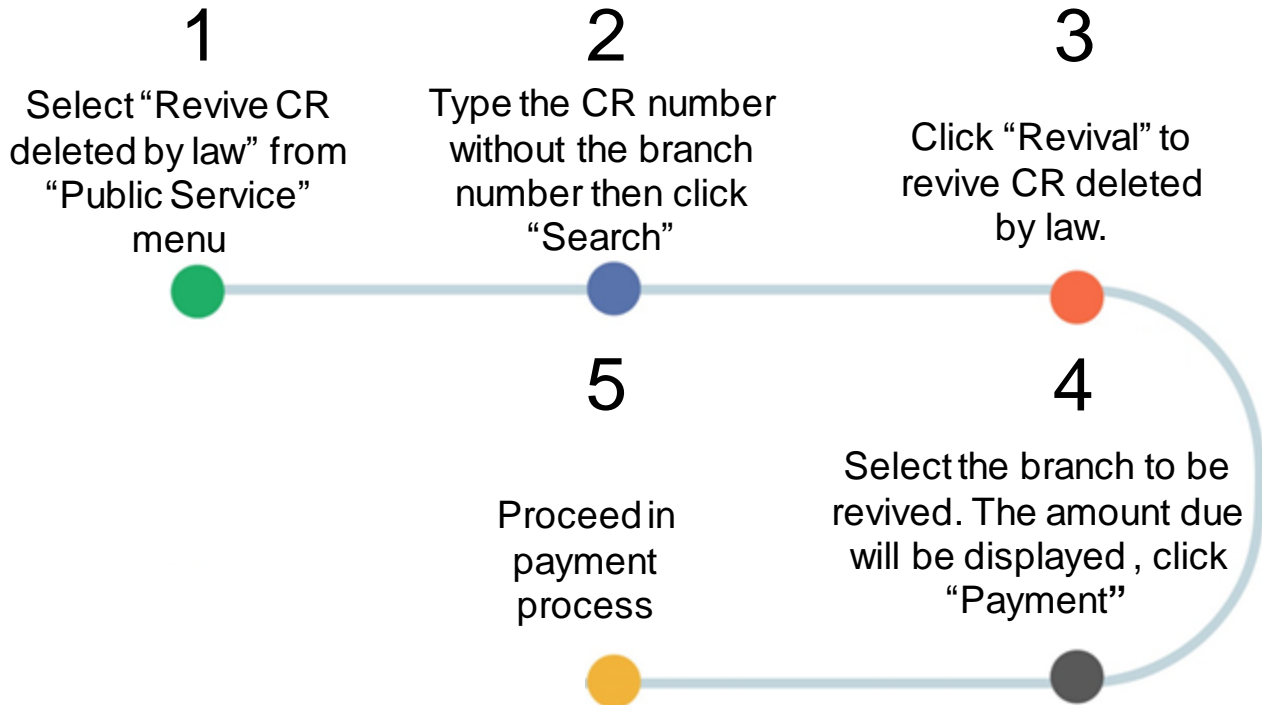 1
Select “Revive CR
deleted by law” from
“Public Service”
menu
2
Type the CR number
without the branch
number then click
“Search”
3
Click “Revival” to
revive CR deleted
by law.
4
Select the branch to be
revived. The amount due
will be displayed , click
“Payment”
5
Proceed in
payment
process